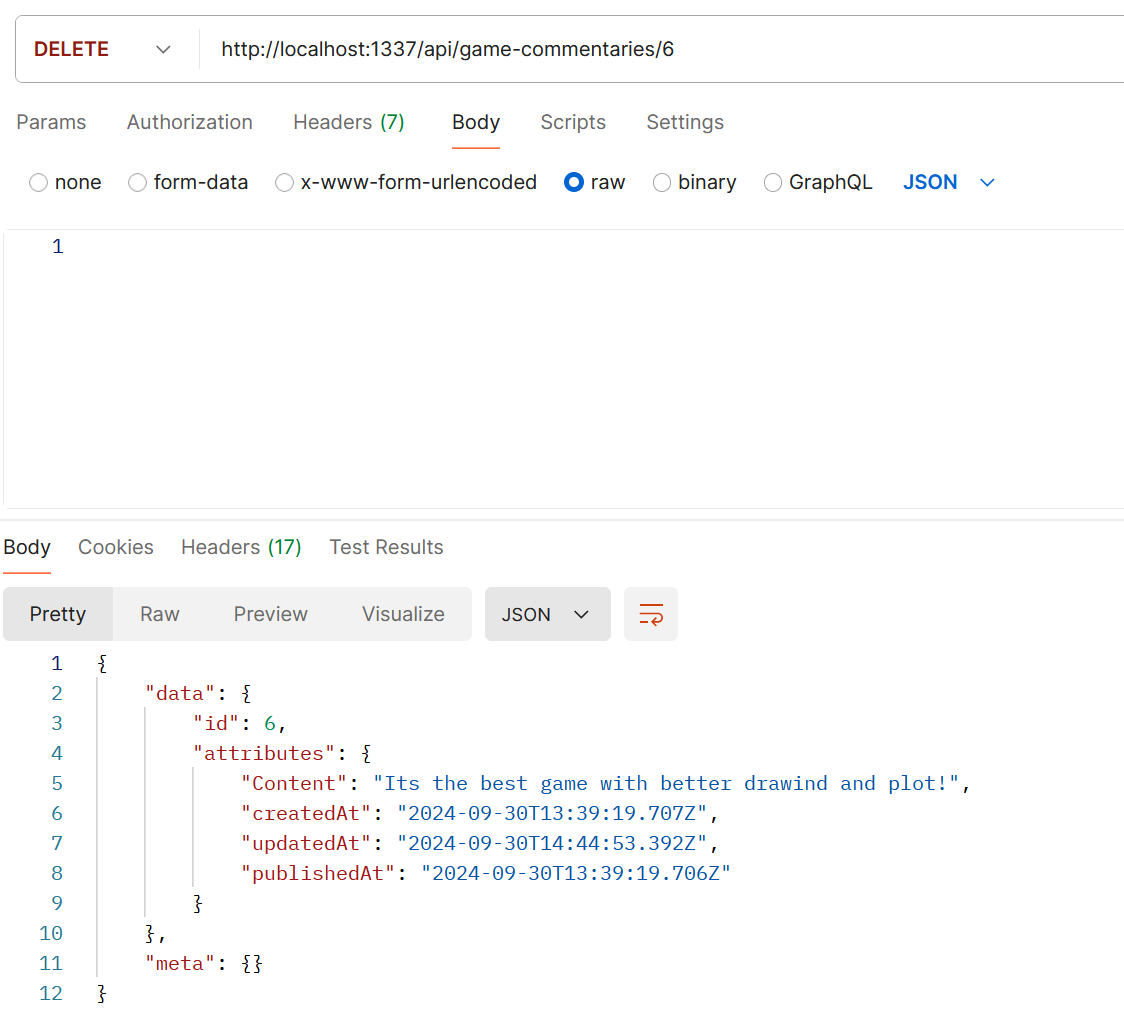 DELETE http://localhost:1337/api/game-commentaries/6
Params Authorization Headers (7) Body Scripts Settings
none form-data x-www-form-urlencoded raw binary GraphQL JSON
1
Body Cookies Headers (17) Test Results
Pretty Raw Preview Visualize JSON
1 {
2 "data": {
3 "id": 6,
4 "attributes": {
5 "Content": "Its the best game with better drawind and plot!",
6 "createdAt": "2024-09-30T13:39:19.707Z",
7 "updatedAt": "2024-09-30T14:44:53.392Z",
8 "publishedAt": "2024-09-30T13:39:19.706Z"
9 }
10 },
11 "meta": {}
12 }